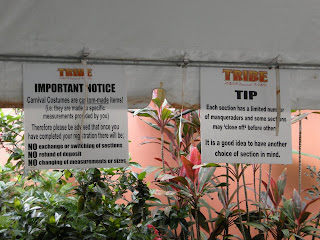 TRIBE
IMPORTANT NOTICE
Carnival Costumes are custom-made items!
(i.e. they are made to specific
measurements provided by you)
Therefore please be advised that once you
have completed your registration there will be;
NO exchange or switching of sections
NO refund of deposit
NO changing of measurements or sizes
TRIBE
TIP
Each section has a limited number
of masqueraders and some sections
may 'close off' before other
It is a good idea to have another
choice of section in mind.